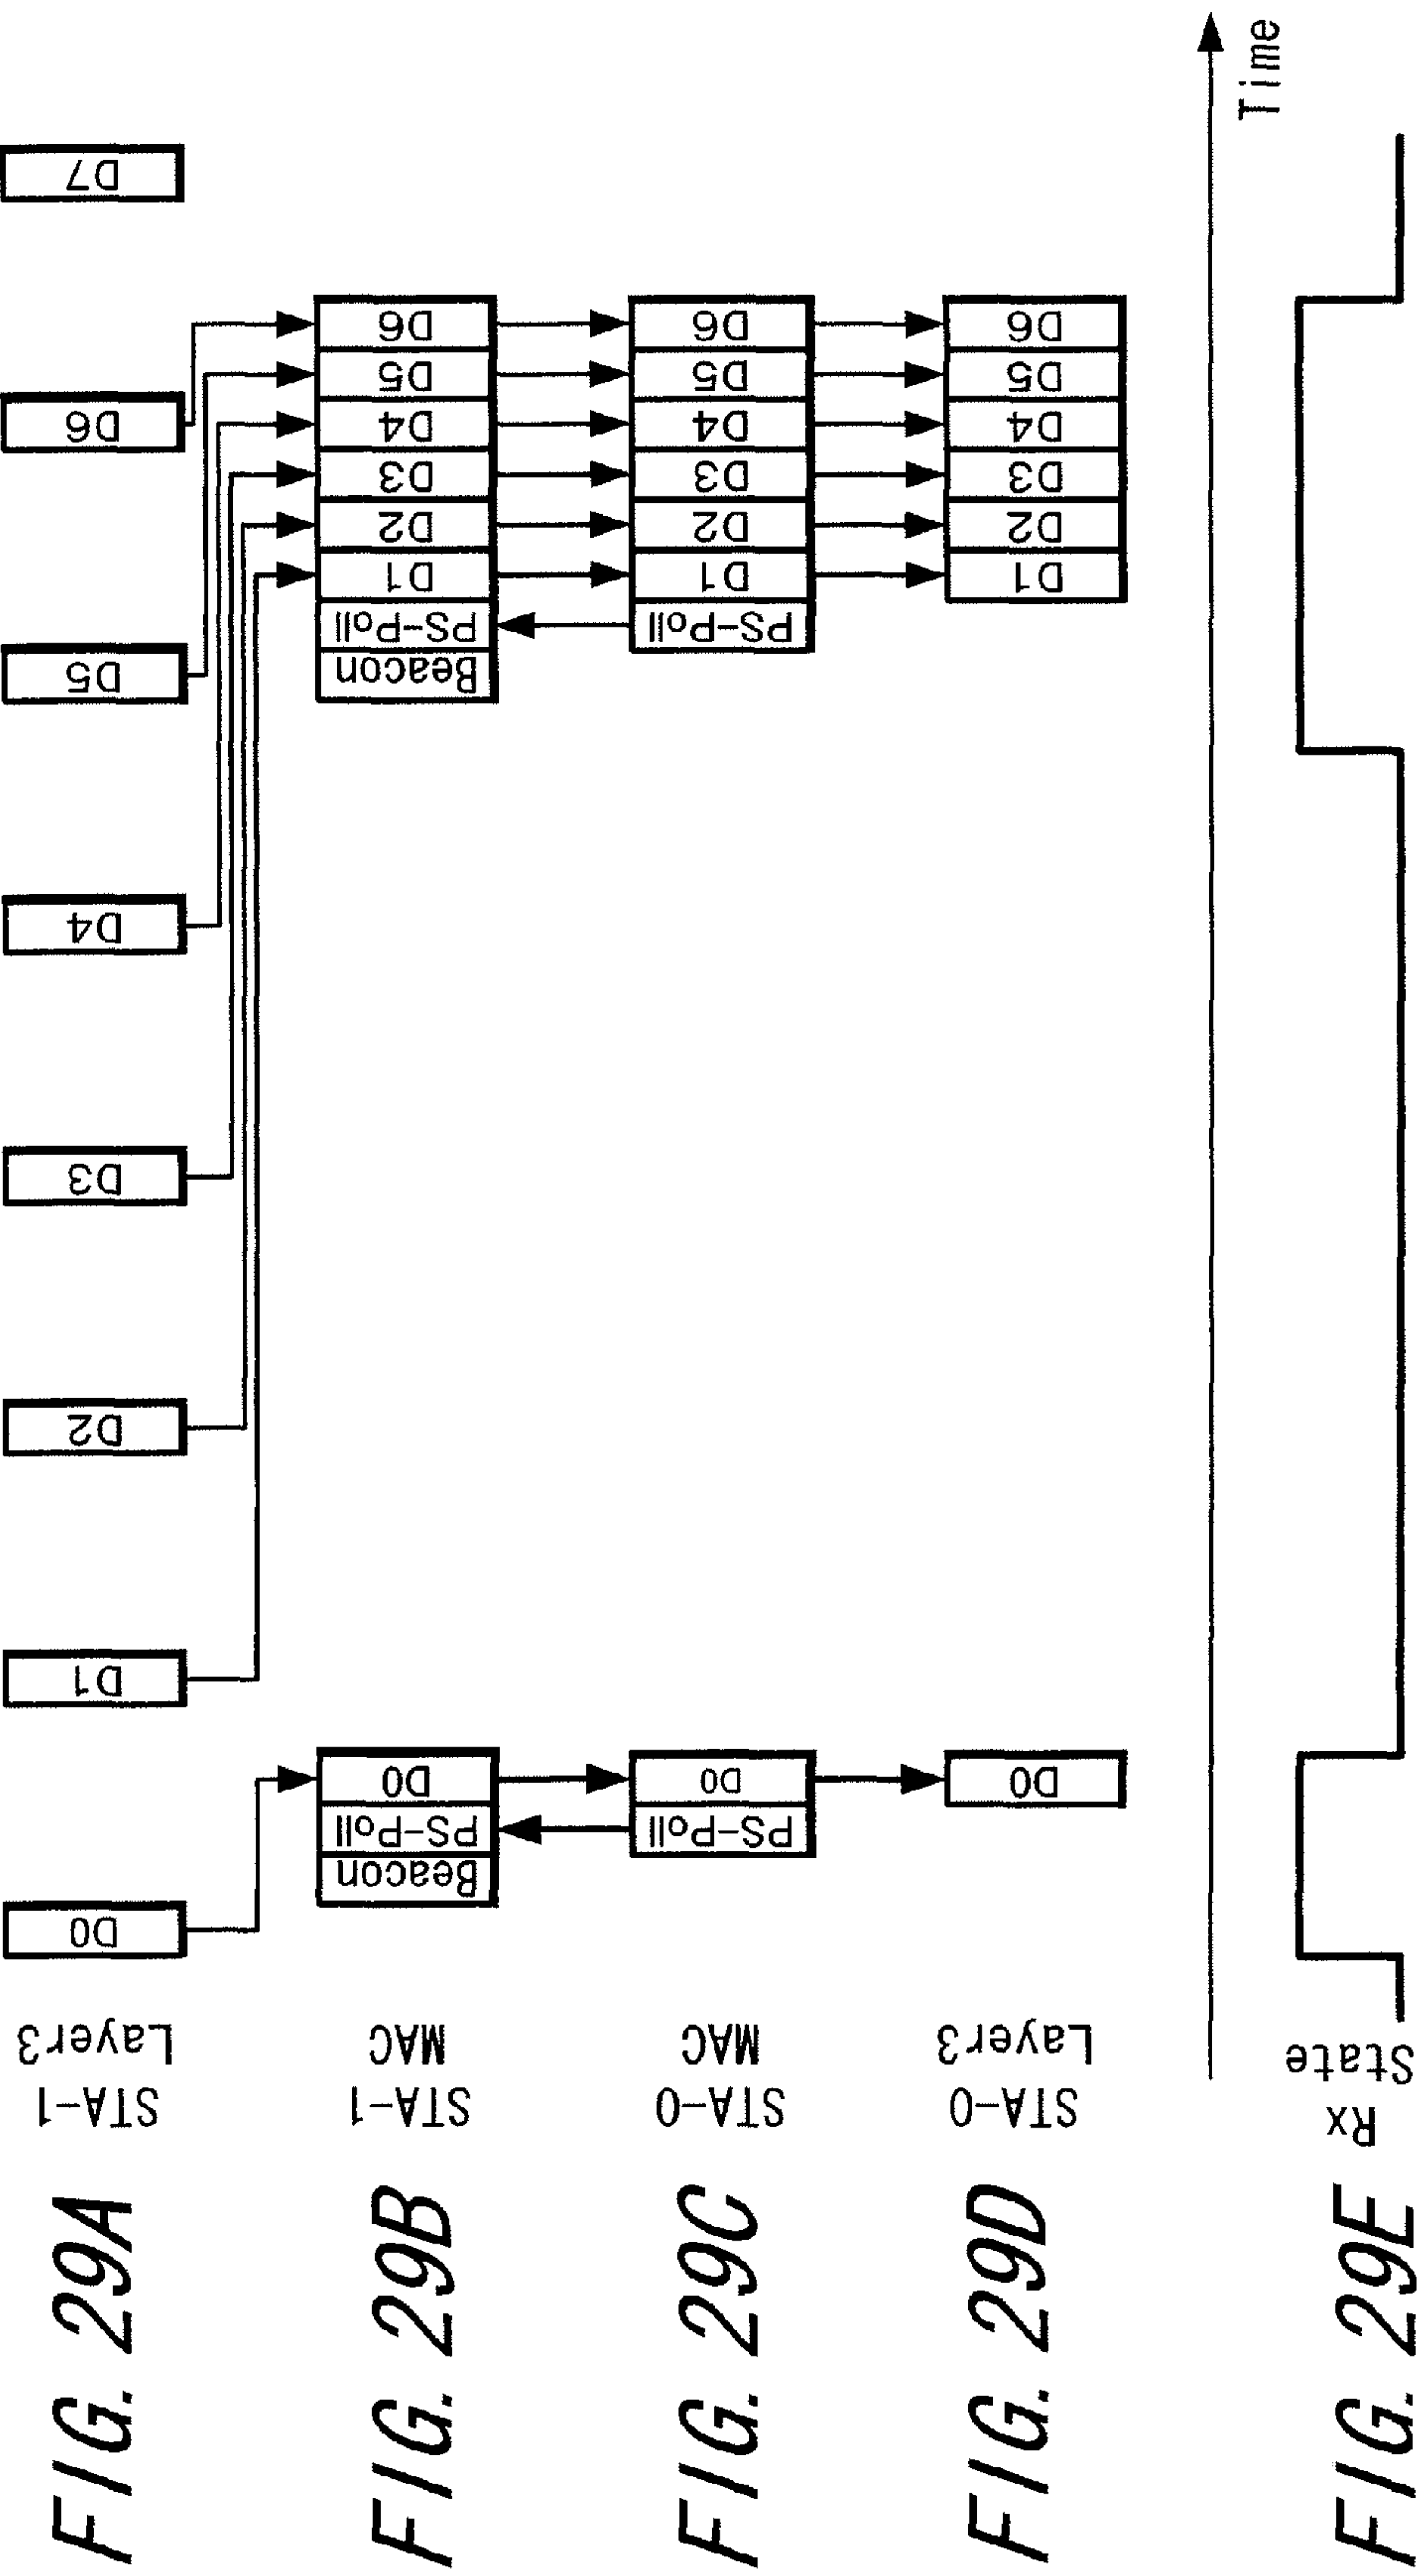 FIG. 29A
STA-1
Layer3
D0
D1
D2
D3
D4
D5
D6
D7
FIG. 29B
STA-1
MAC
Beacon
PS-Poll
D0
Beacon
PS-Poll
D1
D2
D3
D4
D5
D6
FIG. 29C
STA-0
MAC
PS-Poll
D0
PS-Poll
D1
D2
D3
D4
D5
D6
FIG. 29D
STA-0
Layer3
D0
D1
D2
D3
D4
D5
D6
Time
FIG. 29E
Rx
State